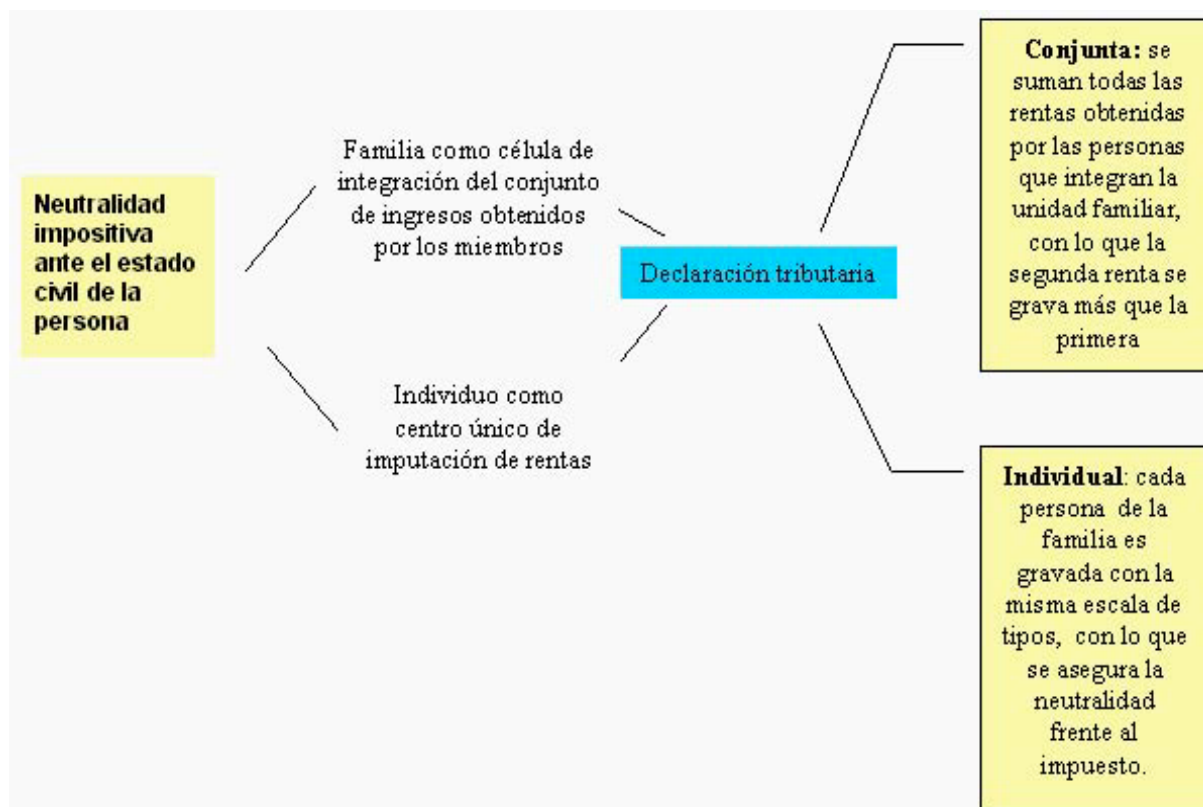 Neutralidad
impositiva
ante el estado
civil de la
persona
Familia como célula de
integración del conjunto
de ingresos obtenidos
por los miembros
Individuo como
centro único de
imputación de rentas
Declaración tributaria
Conjunta: se
suman todas las
rentas obtenidas
por las personas
que integran la
unidad familiar,
con lo que la
segunda renta se
grava más que la
primera
Individual: cada
persona de la
familia es
gravada con la
misma escala de
tipos, con lo que
se asegura la
neutralidad
frente al
impuesto.